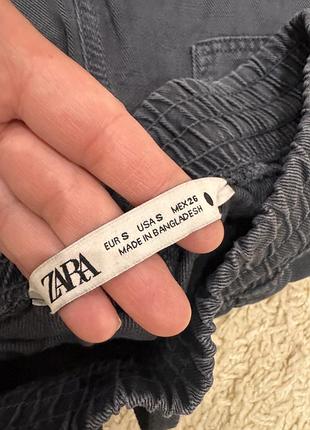 ZARA
EUR S USA S MEX 26
MADE IN BANGLADESH